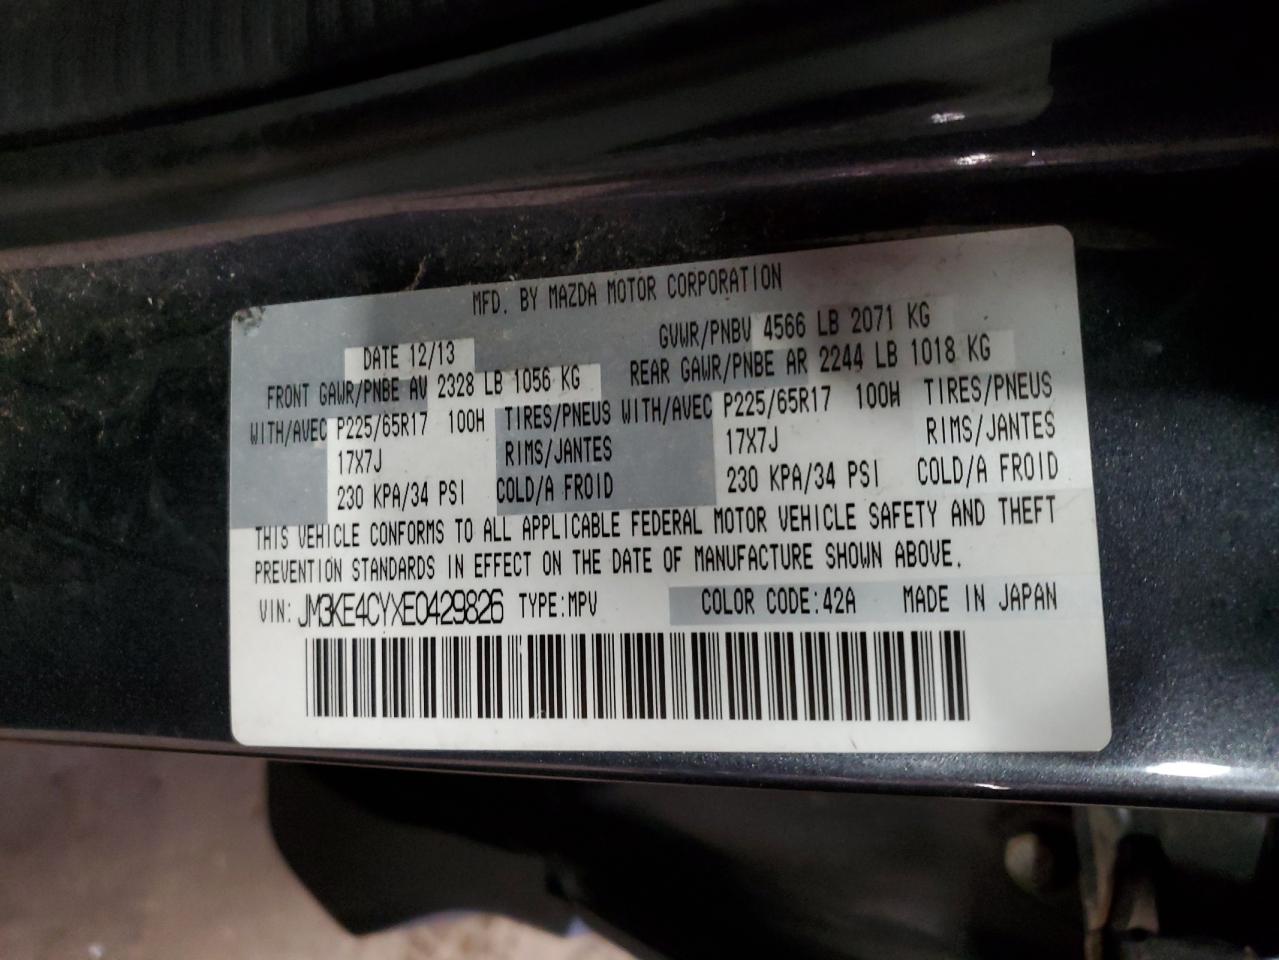 MFD. BY MAZDA MOTOR CORPORATION
DATE 12/13 GVWR/PNBV 4566 LB 2071 KG
FRONT GAWR/PNBE AV 2328 LB 1056 KG REAR GAWR/PNBE AR 2244 LB 1018 KG
WITH/AVEC P225/65R17 100H TIRES/PNEUS WITH/AVEC P225/65R17 100H TIRES/PNEUS
17X7J RIMS/JANTES 17X7J RIMS/JANTES
230 KPA/34 PSI COLD/A FROID 230 KPA/34 PSI COLD/A FROID
THIS VEHICLE CONFORMS TO ALL APPLICABLE FEDERAL MOTOR VEHICLE SAFETY AND THEFT
PREVENTION STANDARDS IN EFFECT ON THE DATE OF MANUFACTURE SHOWN ABOVE.
VIN: JM3KE4CYXE0429826 TYPE:MPV COLOR CODE:42A MADE IN JAPAN